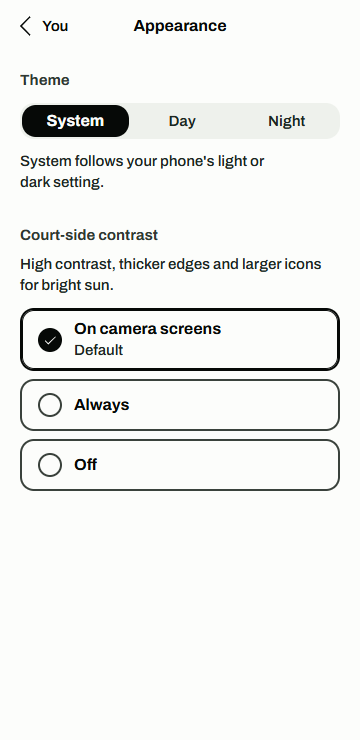 You
Appearance
Theme
System
Day
Night
System follows your phone's light or
dark setting.
Court-side contrast
High contrast, thicker edges and larger icons
for bright sun.
On camera screens
Default
Always
Off